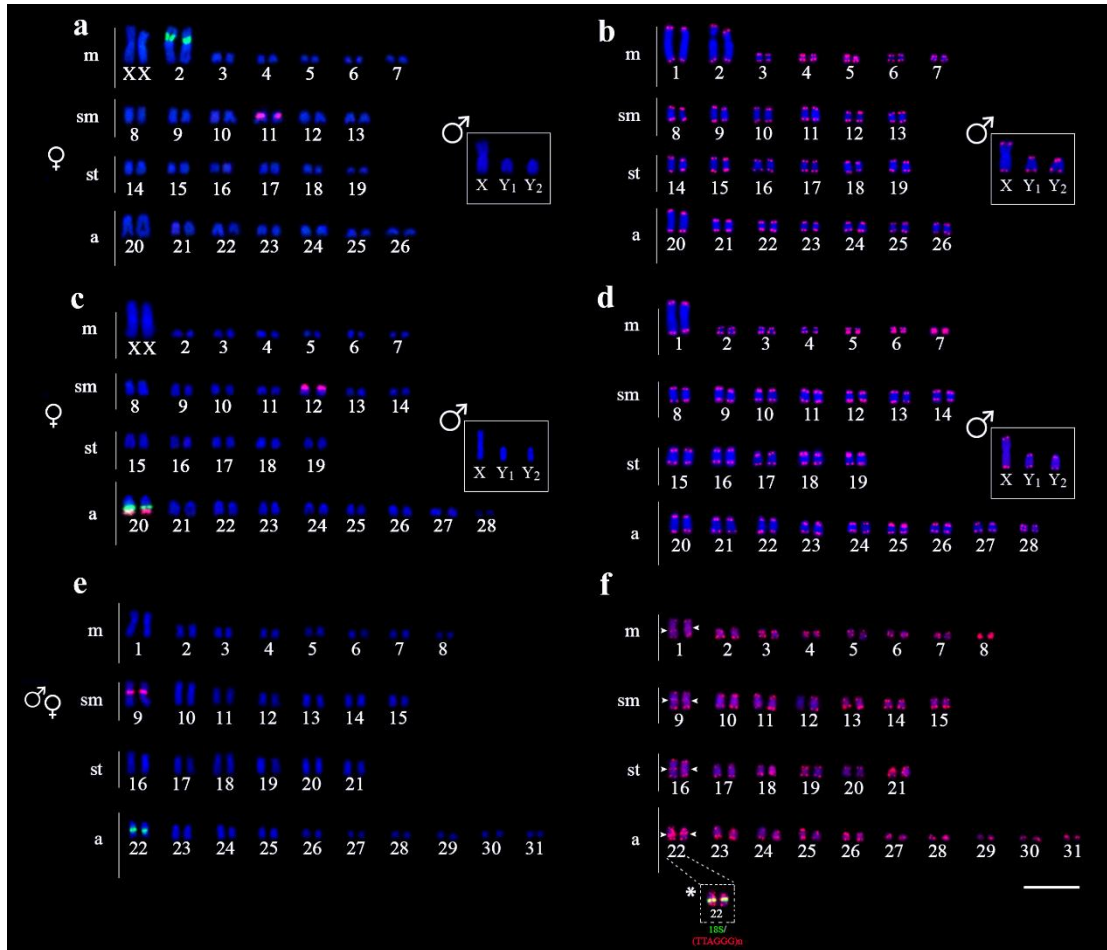 a
m
XX 2 3 4 5 6 7
sm
8 9 10 11 12 13
♀
♂
X Y₁ Y₂
st
14 15 16 17 18 19
a
20 21 22 23 24 25 26
b
m
1 2 3 4 5 6 7
sm
8 9 10 11 12 13
♂
X Y₁ Y₂
st
14 15 16 17 18 19
a
20 21 22 23 24 25 26
c
m
XX 2 3 4 5 6 7
sm
8 9 10 11 12 13 14
♀
♂
X Y₁ Y₂
st
15 16 17 18 19
a
20 21 22 23 24 25 26 27 28
d
m
1 2 3 4 5 6 7
sm
8 9 10 11 12 13 14
♂
X Y₁ Y₂
st
15 16 17 18 19
a
20 21 22 23 24 25 26 27 28
e
m
1 2 3 4 5 6 7 8
♂♀
sm
9 10 11 12 13 14 15
st
16 17 18 19 20 21
a
22 23 24 25 26 27 28 29 30 31
f
m
1 2 3 4 5 6 7 8
sm
9 10 11 12 13 14 15
st
16 17 18 19 20 21
a
22 23 24 25 26 27 28 29 30 31
*
22
18S/
(TTAGGG)n